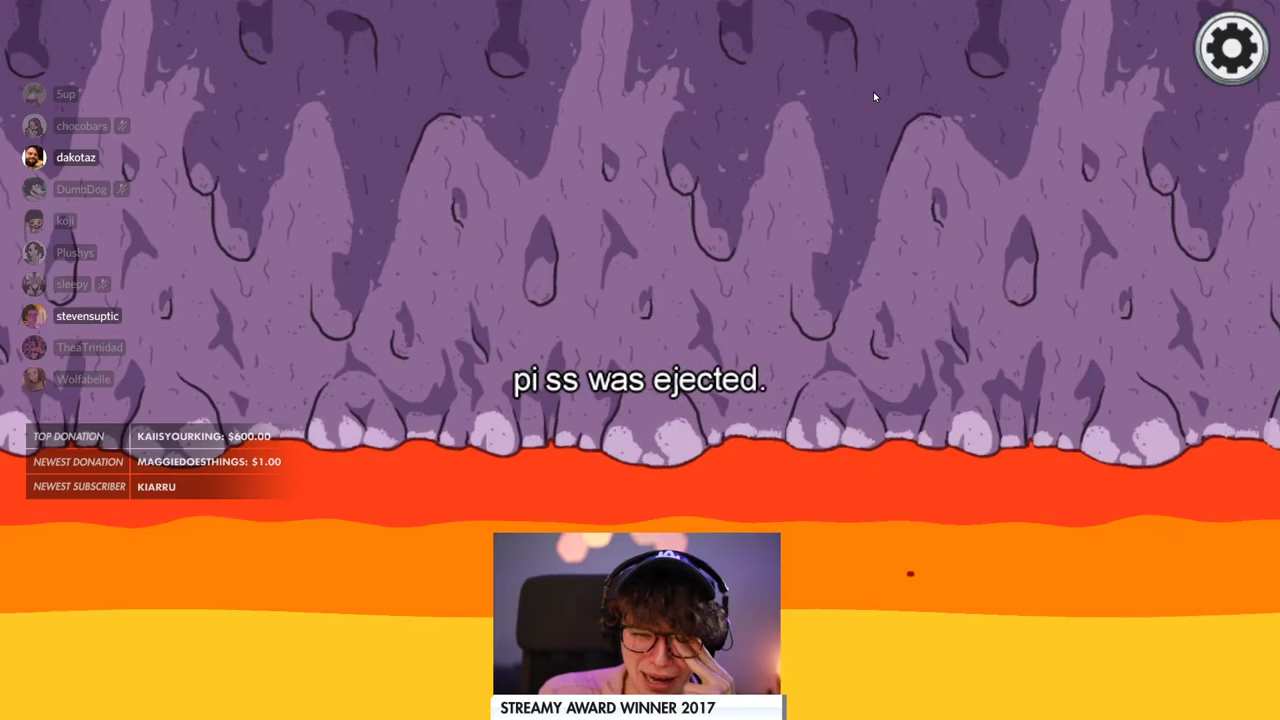 5up
chocobars
dakotaz
DumbDog
koji
Plushys
sleepy
stevensuptic
TheaTrinidad
Wolfabelle
pi ss was ejected.
TOP DONATION KAIISYOURKING: $600.00
NEWEST DONATION MAGGIEDOESTHINGS: $1.00
NEWEST SUBSCRIBER KIARRU
STREAMY AWARD WINNER 2017